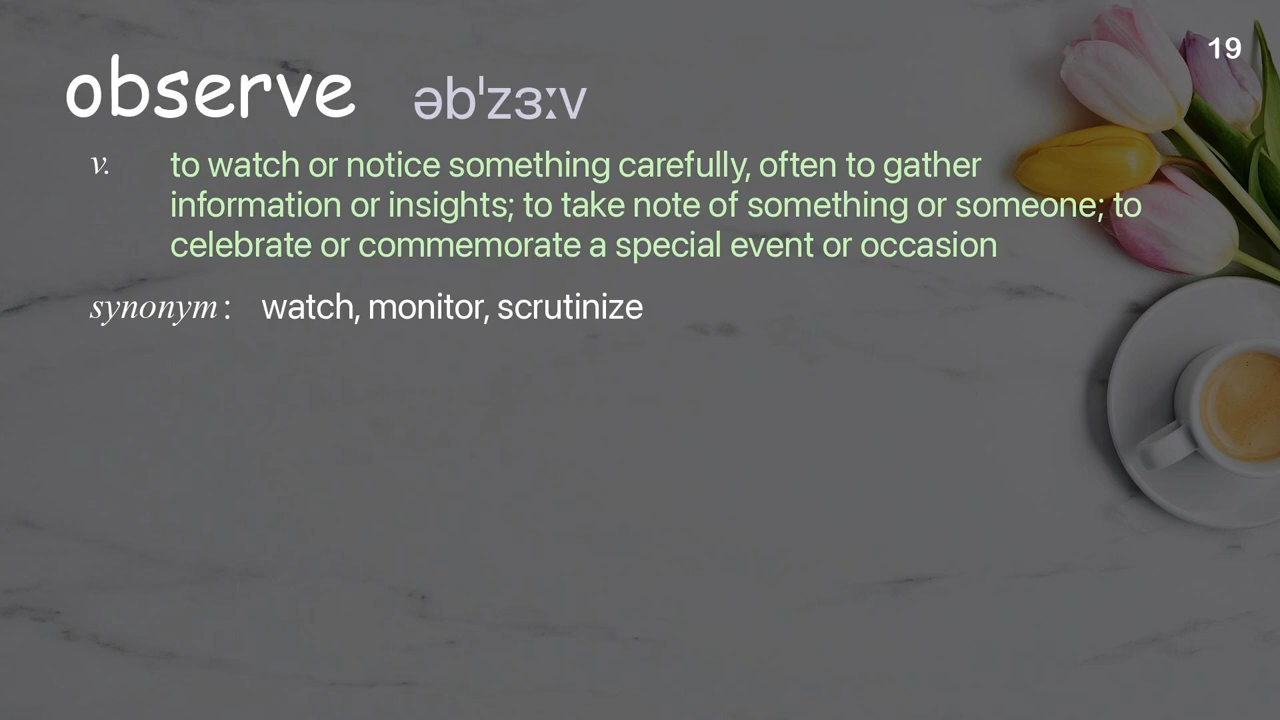 19
observe əbˈzɜːv
v. to watch or notice something carefully, often to gather
information or insights; to take note of something or someone; to
celebrate or commemorate a special event or occasion
synonym : watch, monitor, scrutinize